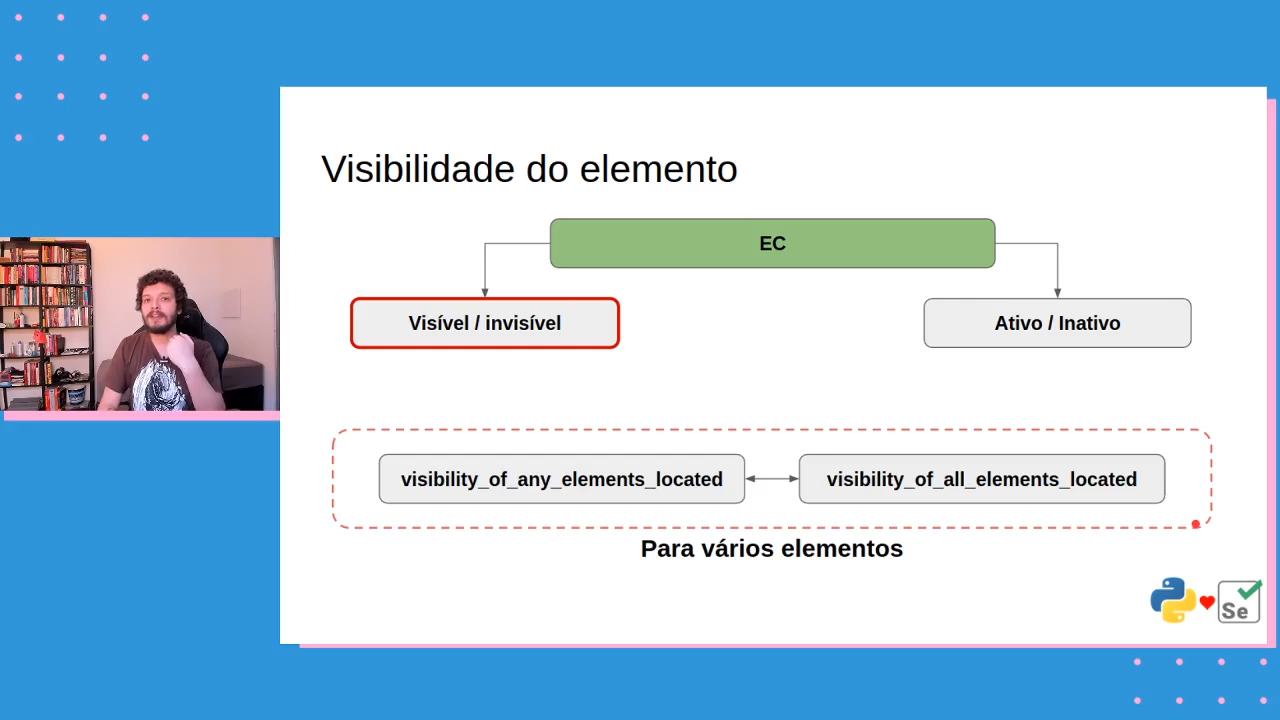 Visibilidade do elemento
EC
Visível / invisível
Ativo / Inativo
visibility_of_any_elements_located
visibility_of_all_elements_located
Para vários elementos
Se